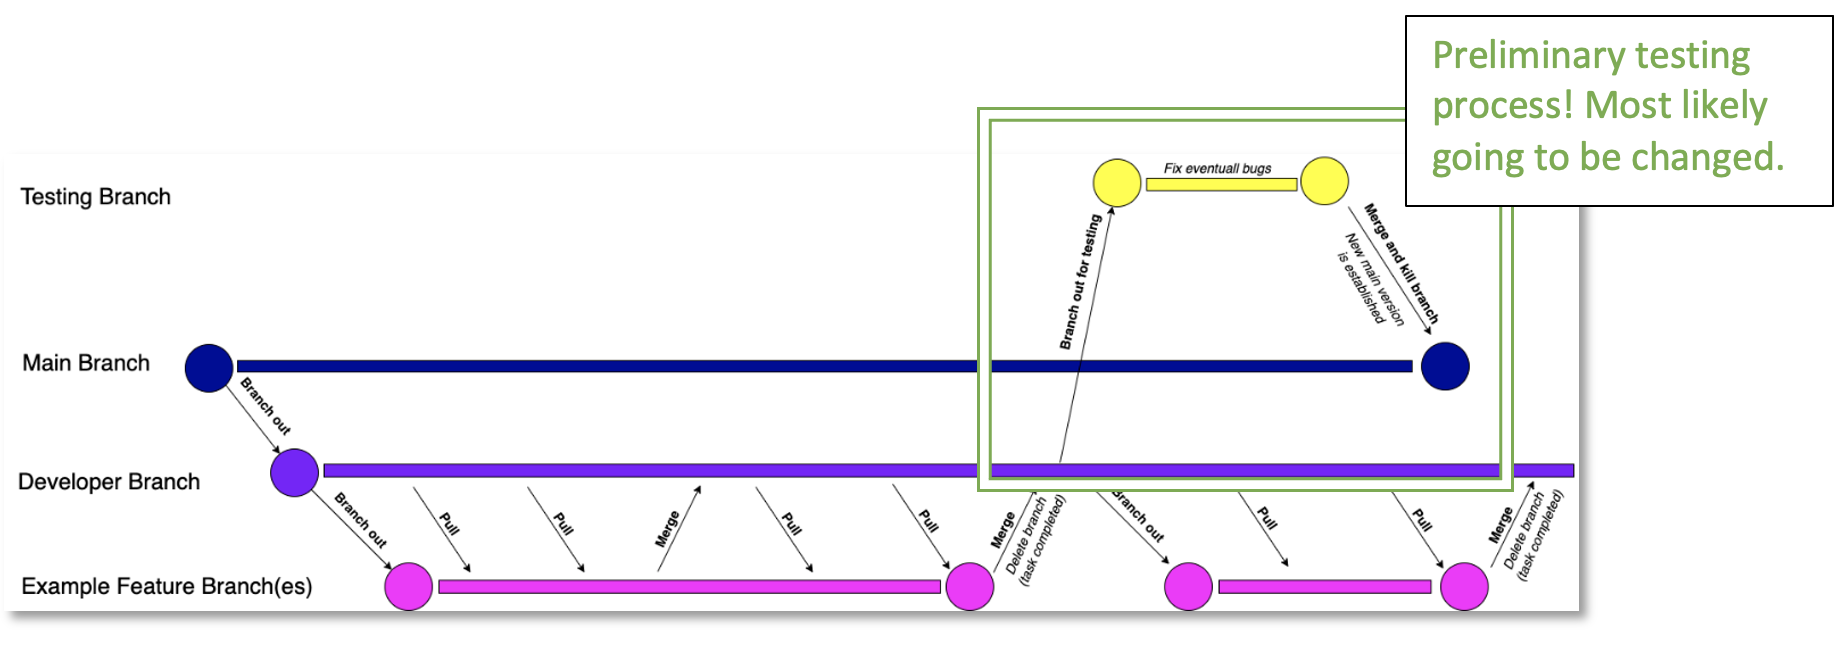 Preliminary testing
process! Most likely
going to be changed.
Testing Branch
Fix eventuall bugs
Branch out for testing
Merge and kill branch
New main version
is established
Main Branch
Branch out
Developer Branch
Branch out
Pull
Pull
Merge
Pull
Pull
Merge
Delete branch
(task completed)
Branch out
Pull
Pull
Merge
Delete branch
(task completed)
Example Feature Branch(es)